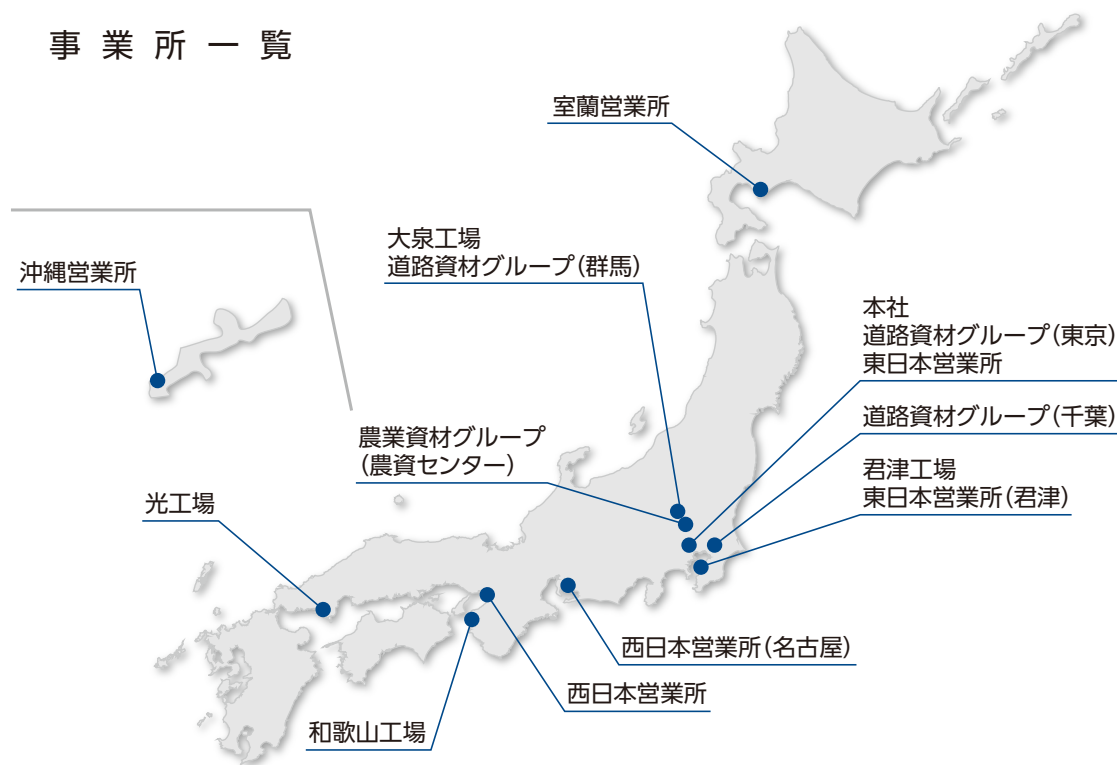 事業所一覧
室蘭営業所
大泉工場
道路資材グループ(群馬)
沖縄営業所
本社
道路資材グループ(東京)
東日本営業所
道路資材グループ(千葉)
農業資材グループ
(農資センター)
君津工場
東日本営業所(君津)
光工場
西日本営業所(名古屋)
西日本営業所
和歌山工場